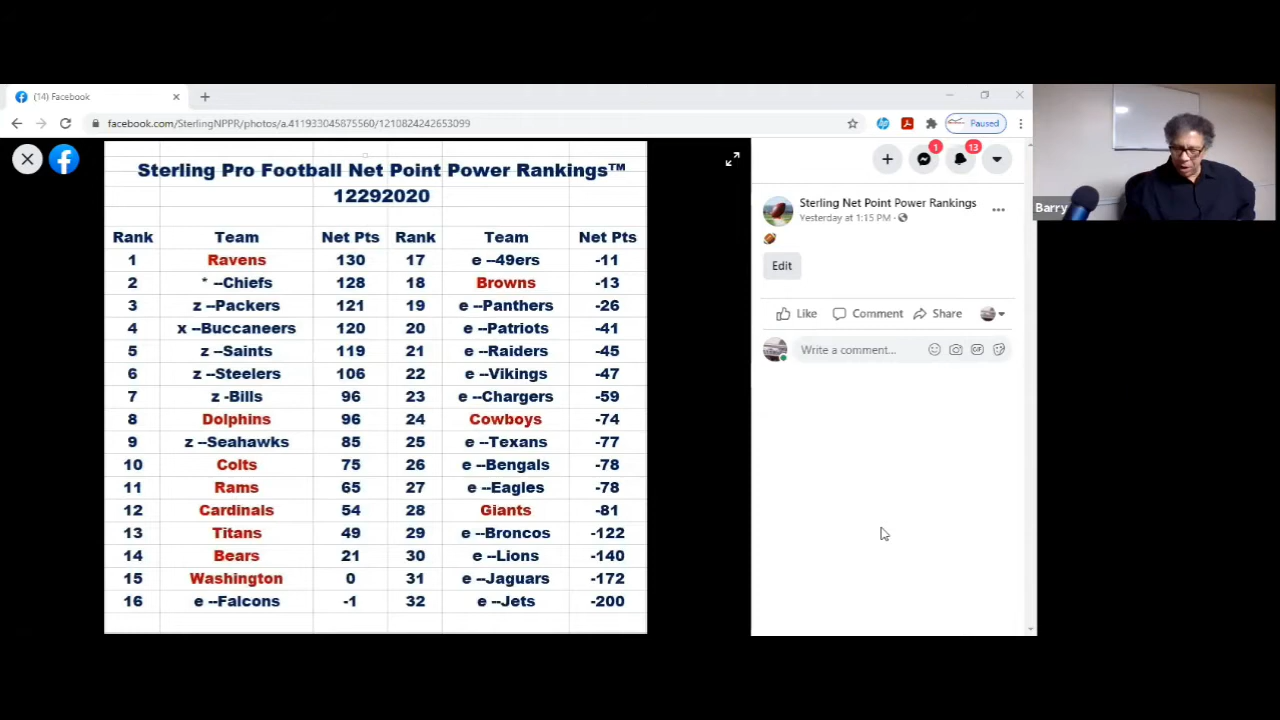 (14) Facebook
facebook.com/SterlingNPPR/photos/a.411933045875560/1210824242653099
Paused
Sterling Pro Football Net Point Power Rankings™
12292020
Rank Team Net Pts Rank Team Net Pts
1 Ravens 130 17 e --49ers -11
2 * --Chiefs 128 18 Browns -13
3 z --Packers 121 19 e --Panthers -26
4 x --Buccaneers 120 20 e --Patriots -41
5 z --Saints 119 21 e --Raiders -45
6 z --Steelers 106 22 e --Vikings -47
7 z -Bills 96 23 e --Chargers -59
8 Dolphins 96 24 Cowboys -74
9 z --Seahawks 85 25 e --Texans -77
10 Colts 75 26 e --Bengals -78
11 Rams 65 27 e --Eagles -78
12 Cardinals 54 28 Giants -81
13 Titans 49 29 e --Broncos -122
14 Bears 21 30 e --Lions -140
15 Washington 0 31 e --Jaguars -172
16 e --Falcons -1 32 e --Jets -200
1 13
Sterling Net Point Power Rankings
Yesterday at 1:15 PM
Edit
Like Comment Share
Write a comment...
GIF
Barry